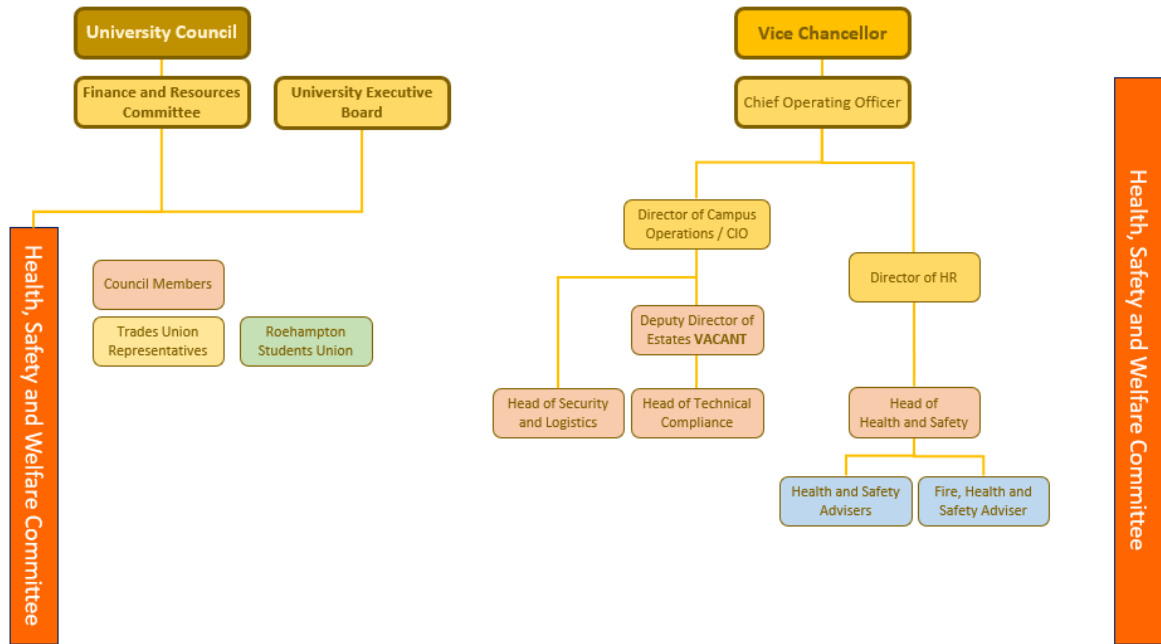 University Council
Finance and Resources
Committee
University Executive
Board
Health, Safety and Welfare Committee
Council Members
Trades Union
Representatives
Roehampton
Students Union
Vice Chancellor
Chief Operating Officer
Director of Campus
Operations / CIO
Director of HR
Deputy Director of
Estates VACANT
Head of Security
and Logistics
Head of Technical
Compliance
Head of
Health and Safety
Health and Safety
Advisers
Fire, Health and
Safety Adviser
Health, Safety and Welfare Committee